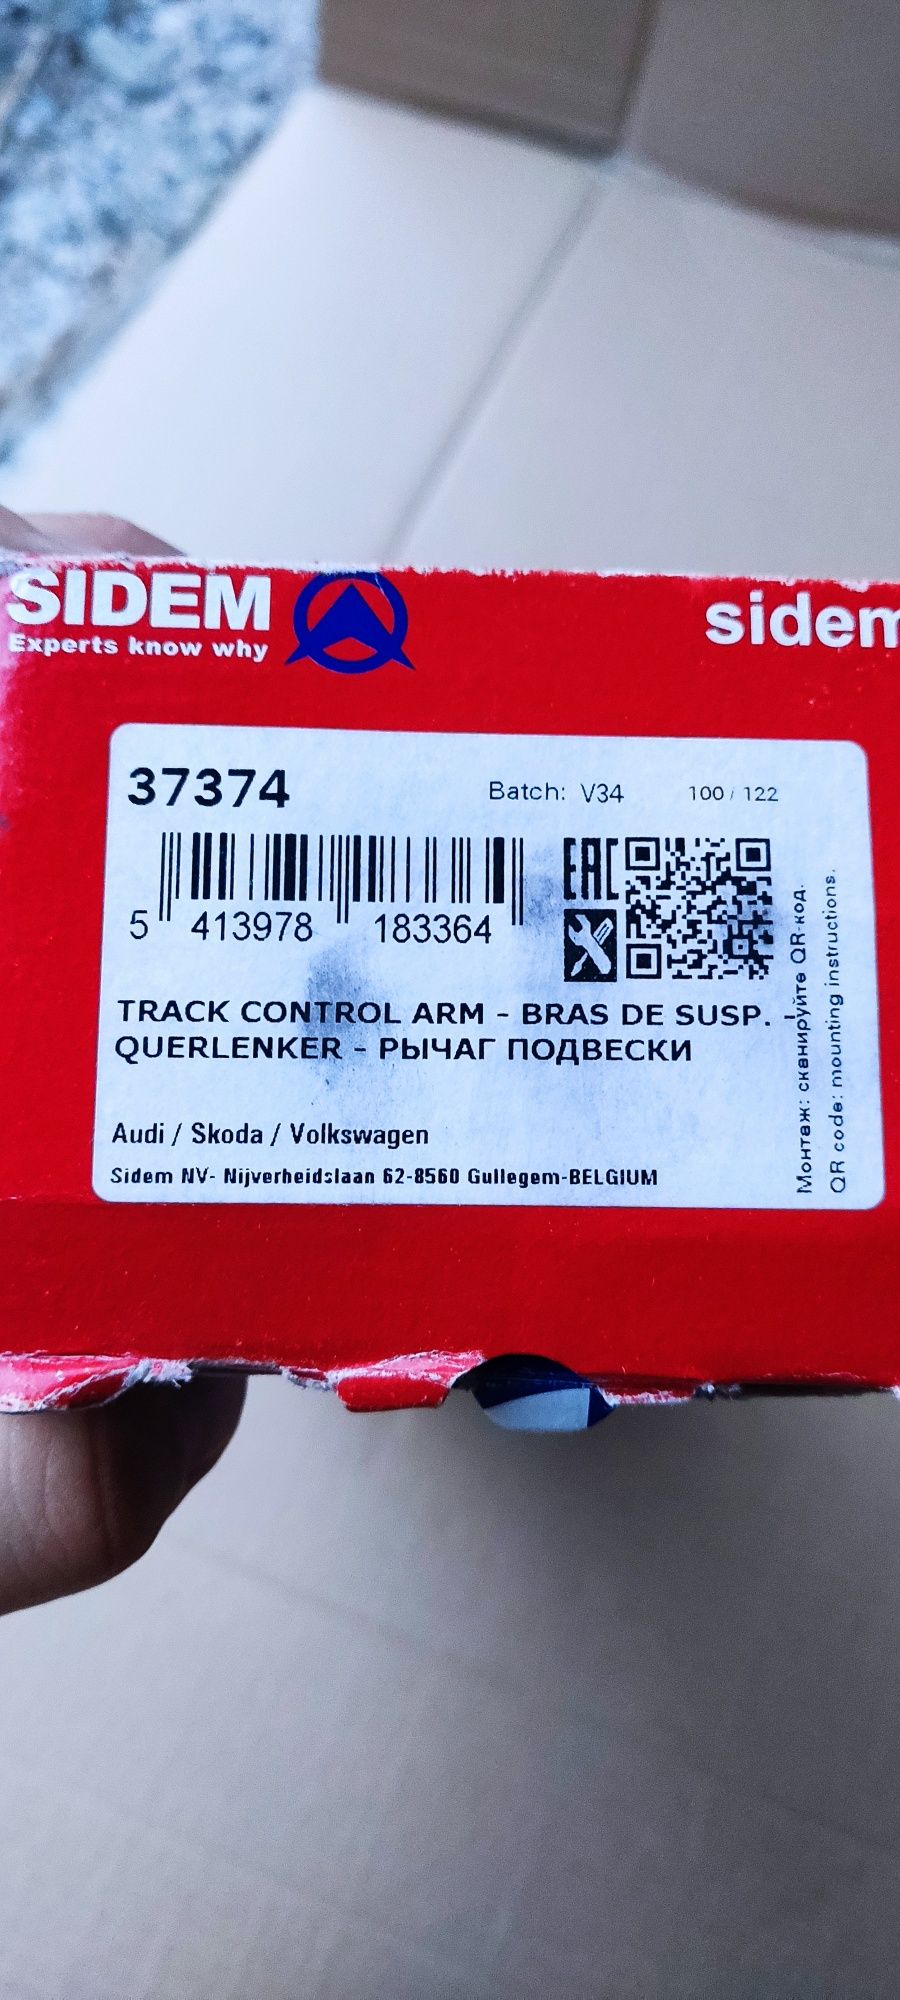 SIDEM
Experts know why
sidem
37374
Batch: V34
100 / 122
5 413978 183364
EAC
TRACK CONTROL ARM - BRAS DE SUSP. -
QUERLENKER - РЫЧАГ ПОДВЕСКИ
Audi / Skoda / Volkswagen
Sidem NV- Nijverheidslaan 62-8560 Gullegem-BELGIUM
Монтаж: сканируйте QR-код.
QR code: mounting instructions.